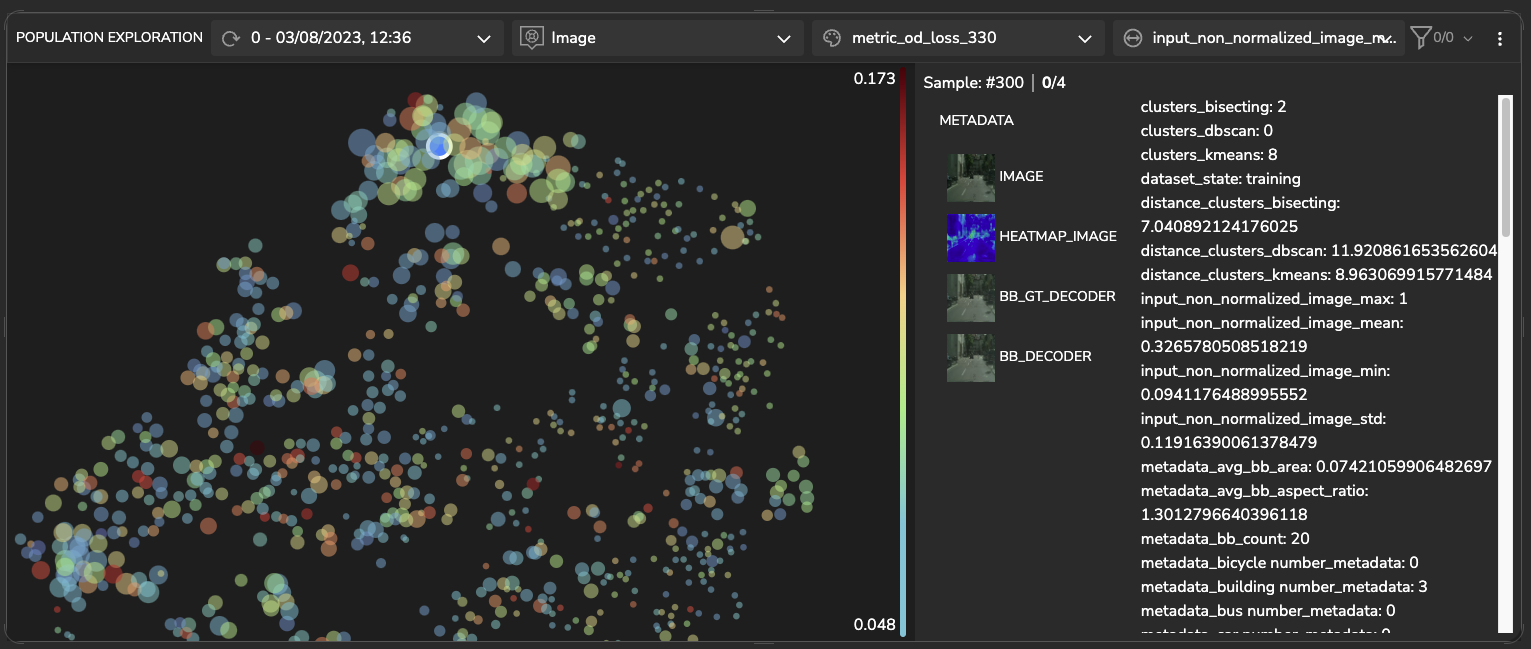 POPULATION EXPLORATION
0 - 03/08/2023, 12:36
Image
metric_od_loss_330
input_non_normalized_image_m...
0/0
0.173
0.048
Sample: #300 | 0/4
METADATA
IMAGE
HEATMAP_IMAGE
BB_GT_DECODER
BB_DECODER
clusters_bisecting: 2
clusters_dbscan: 0
clusters_kmeans: 8
dataset_state: training
distance_clusters_bisecting:
7.040892124176025
distance_clusters_dbscan: 11.920861653562604
distance_clusters_kmeans: 8.963069915771484
input_non_normalized_image_max: 1
input_non_normalized_image_mean:
0.3265780508518219
input_non_normalized_image_min:
0.0941176488995552
input_non_normalized_image_std:
0.11916390061378479
metadata_avg_bb_area: 0.07421059906482697
metadata_avg_bb_aspect_ratio:
1.3012796640396118
metadata_bb_count: 20
metadata_bicycle number_metadata: 0
metadata_building number_metadata: 3
metadata_bus number_metadata: 0